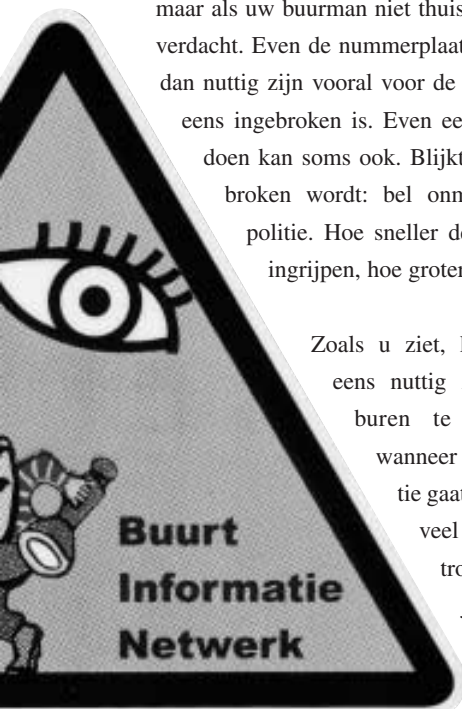 maar als uw buurman niet thuis
verdacht. Even de nummerplaat
dan nuttig zijn vooral voor de
eens ingebroken is. Even ee
doen kan soms ook. Blijkt
broken wordt: bel onm
politie. Hoe sneller de
ingrijpen, hoe groter
Zoals u ziet,
eens nuttig
buren te
wanneer
tie gaat
veel
tro
Buurt
Informatie
Netwerk